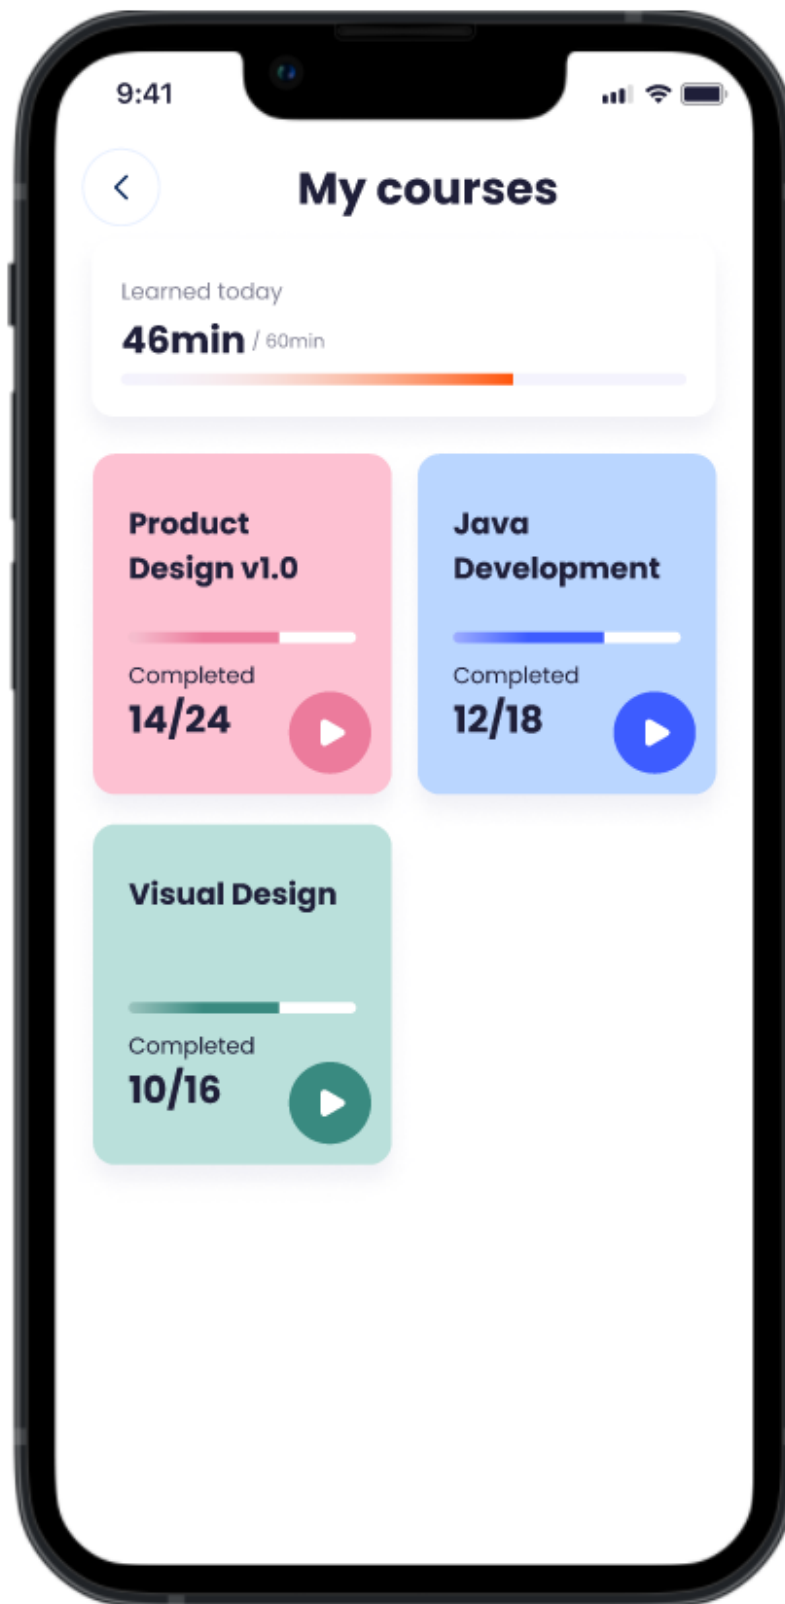 9:41
My courses
Learned today
46min / 60min
Product
Design v1.0
Completed
14/24
Java
Development
Completed
12/18
Visual Design
Completed
10/16